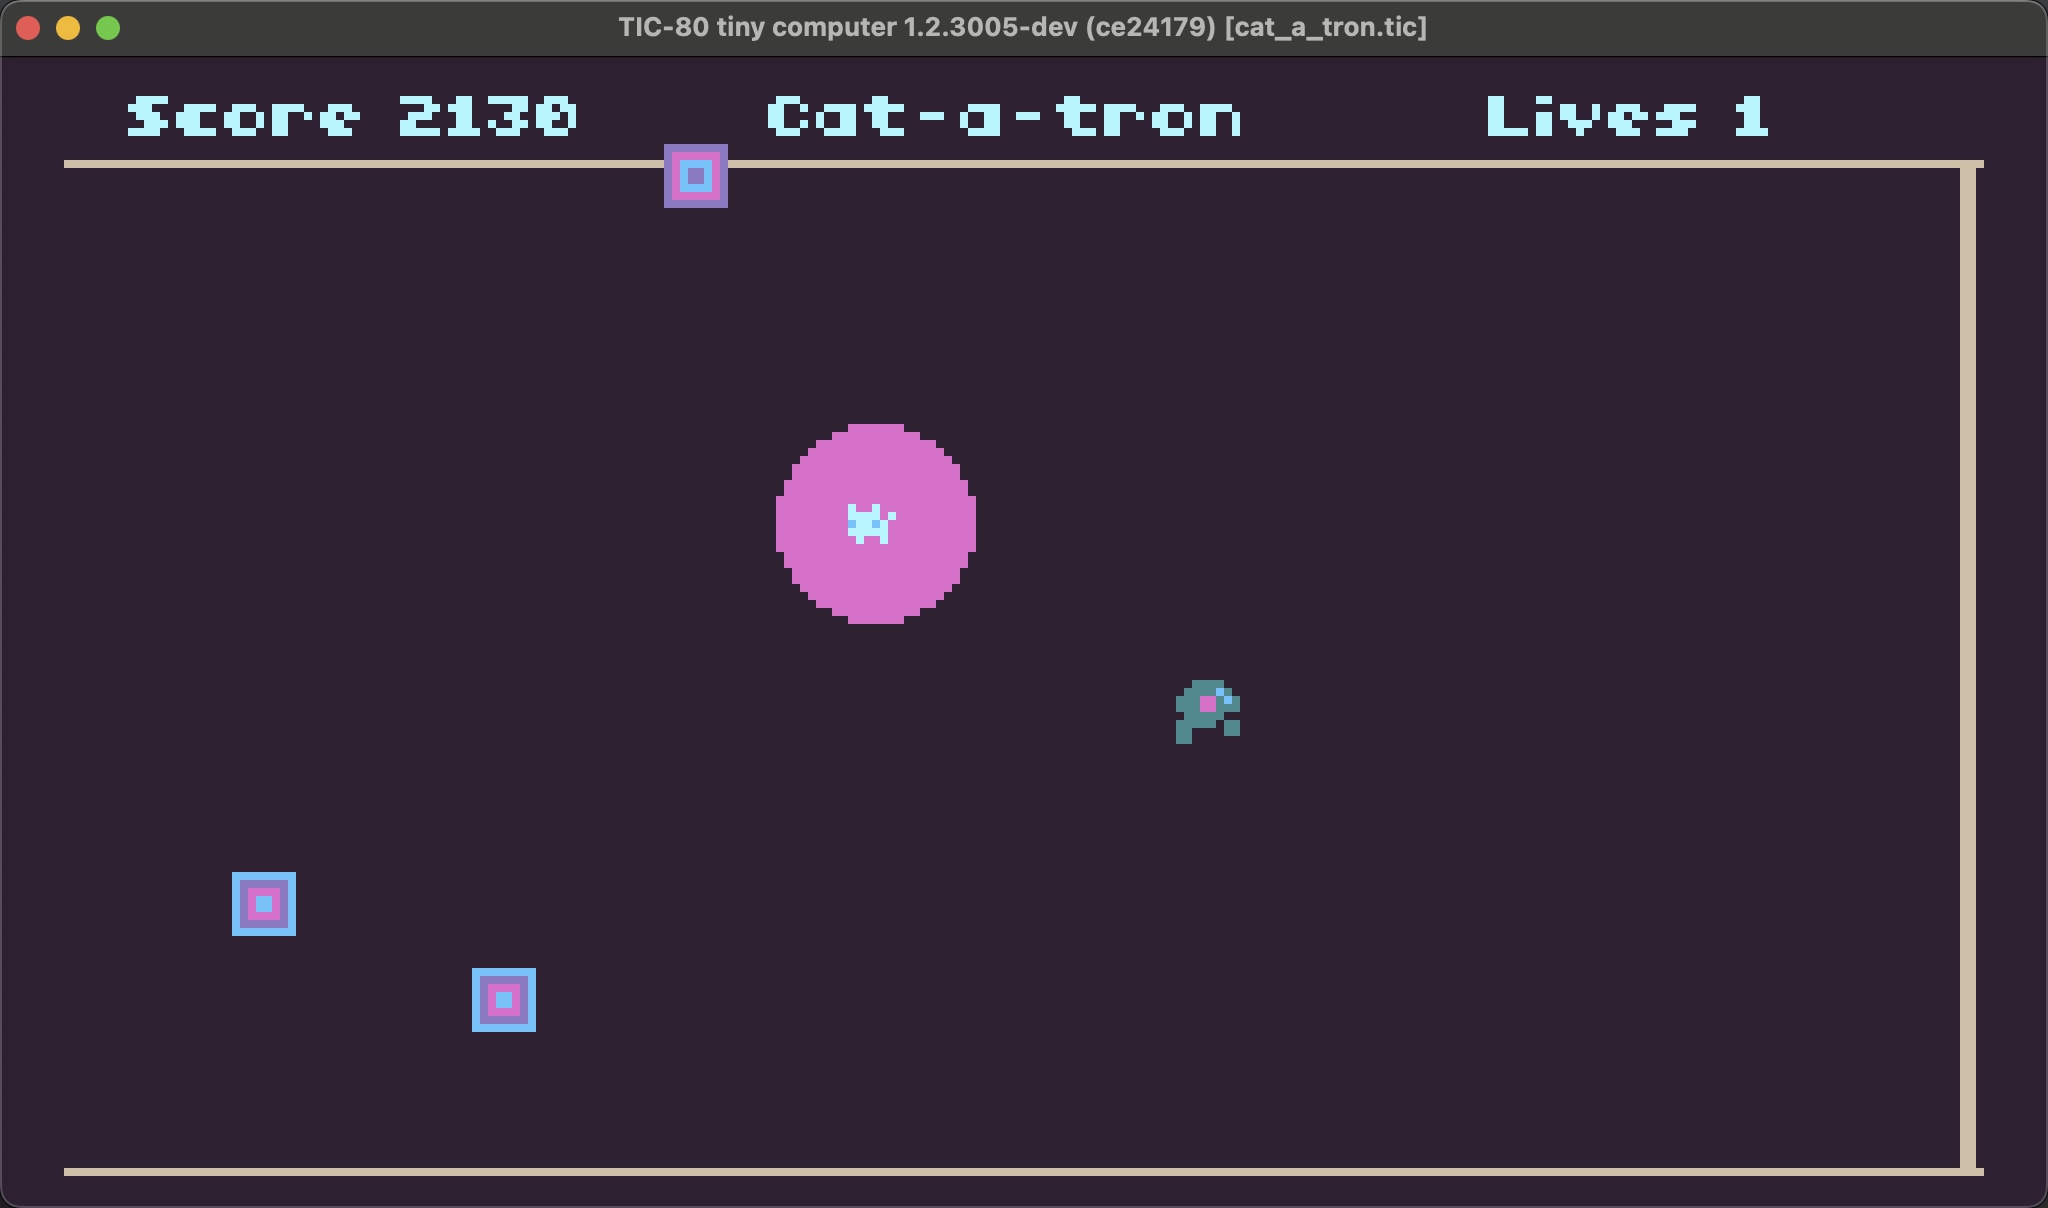 TIC-80 tiny computer 1.2.3005-dev (ce24179) [cat_a_tron.tic]
Score 2130 Cat-a-tron Lives 1